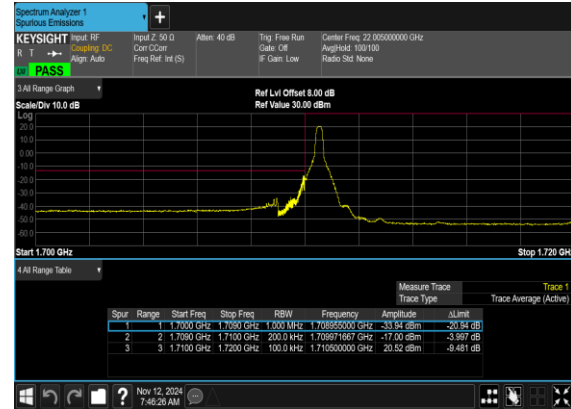 Spectrum Analyzer 1
Spurious Emissions
KEYSIGHT Input: RF Input Z: 50 Ω Atten: 40 dB Trig: Free Run Center Freq: 22.005000000 GHz
R T Coupling: DC Corr CCorr Gate: Off Avg|Hold: 100/100
Align: Auto Freq Ref: Int (S) IF Gain: Low Radio Std: None
PASS
3 All Range Graph
Ref Lvl Offset 8.00 dB
Scale/Div 10.0 dB Ref Value 30.00 dBm
Log
20.0
10.0
0.00
-10.0
-20.0
-30.0
-40.0
-50.0
-60.0
Start 1.700 GHz Stop 1.720 GH
4 All Range Table
Measure Trace Trace 1
Trace Type Trace Average (Active)
Spur Range Start Freq Stop Freq RBW Frequency Amplitude ΔLimit
1 1 1.7000 GHz 1.7090 GHz 1.000 MHz 1.708955000 GHz -33.94 dBm -20.94 dB
2 2 1.7090 GHz 1.7100 GHz 200.0 kHz 1.709971667 GHz -17.00 dBm -3.997 dB
3 3 1.7100 GHz 1.7200 GHz 100.0 kHz 1.710500000 GHz 20.52 dBm -9.481 dB
? Nov 12, 2024
7:46:26 AM